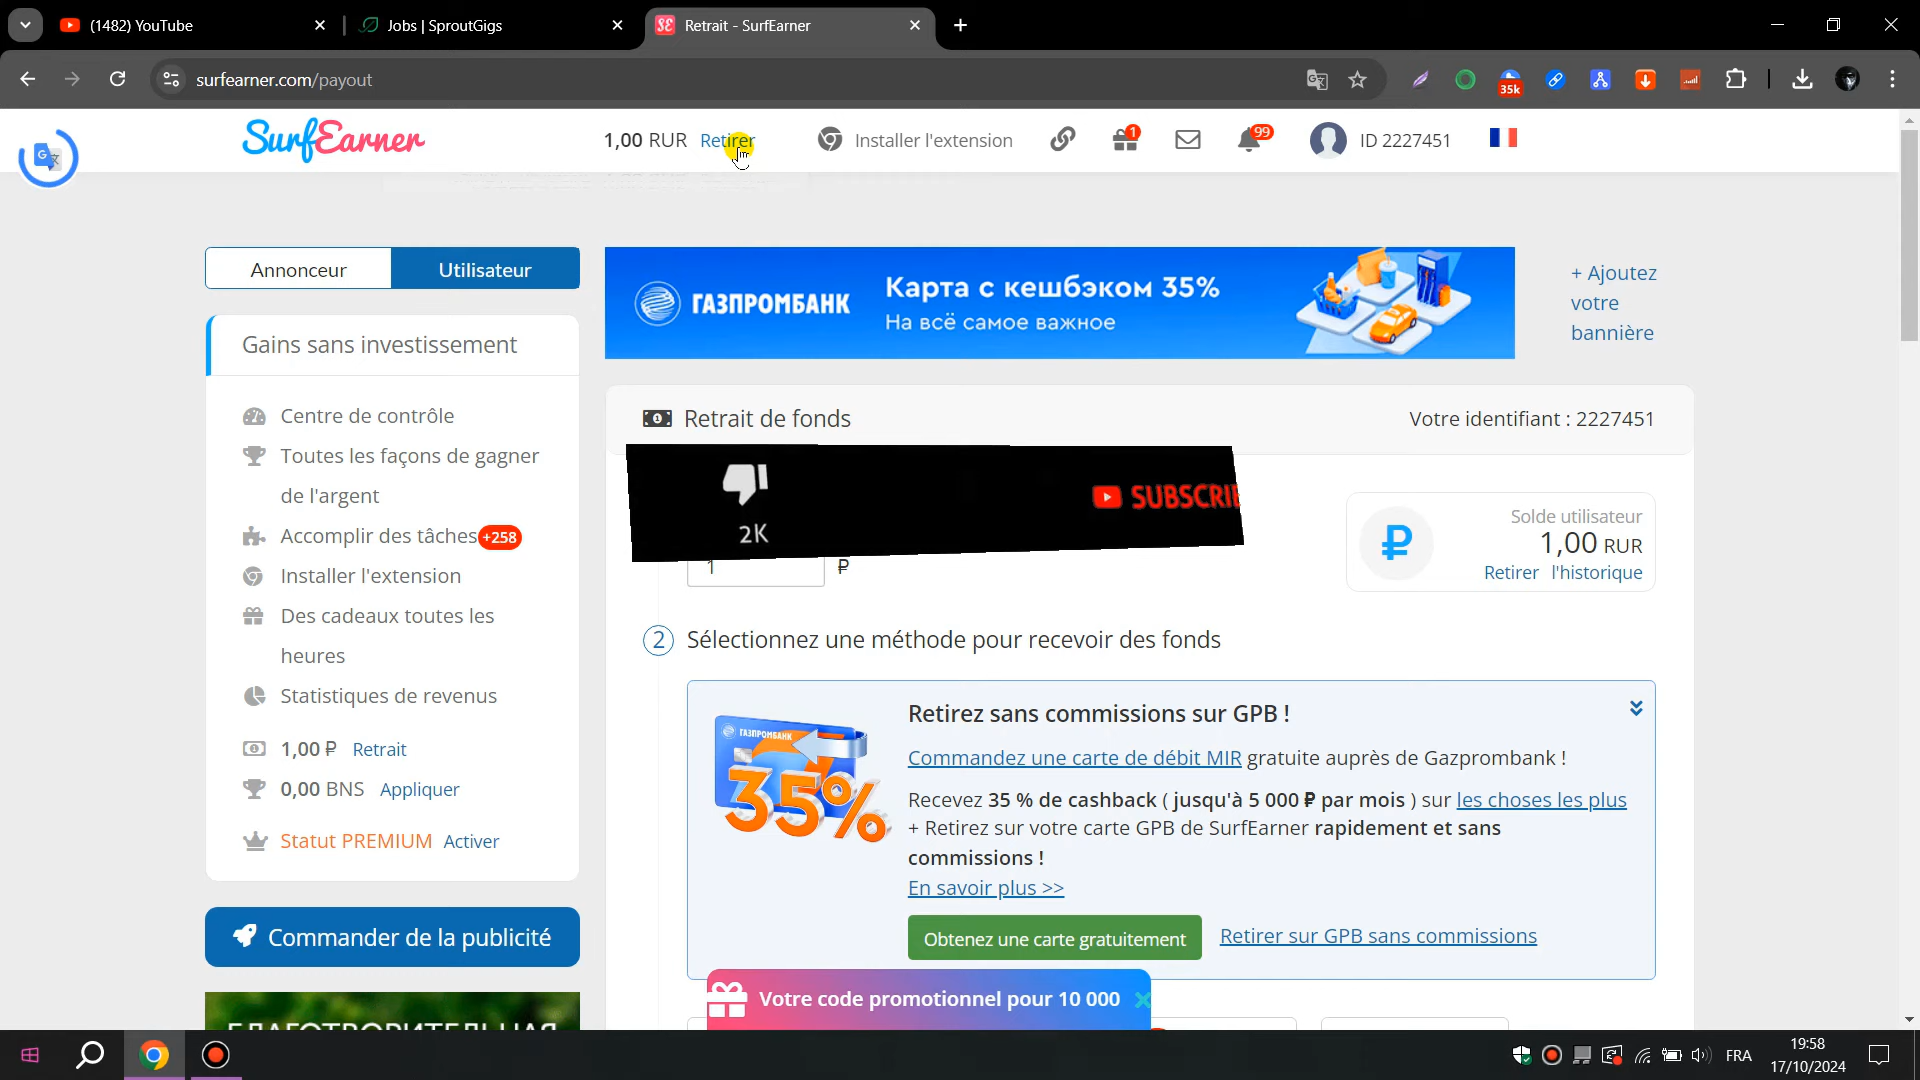 (1482) YouTube
Jobs | SproutGigs
Retrait - SurfEarner
surfearner.com/payout
35k
SurfEarner
1,00 RUR Retirer
Installer l'extension
1
99
ID 2227451
Annonceur
Utilisateur
ГАЗПРОМБАНК
Карта с кешбэком 35%
На всё самое важное
+ Ajoutez
votre
bannière
Gains sans investissement
Centre de contrôle
Toutes les façons de gagner
de l'argent
Accomplir des tâches +258
Installer l'extension
Des cadeaux toutes les
heures
Statistiques de revenus
1,00 ₽ Retrait
0,00 BNS Appliquer
Statut PREMIUM Activer
Commander de la publicité
БЛАГОТВОРИТЕЛЬНАЯ
Retrait de fonds
Votre identifiant : 2227451
2K
1 ₽
Solde utilisateur
1,00 RUR
Retirer l'historique
2 Sélectionnez une méthode pour recevoir des fonds
ГАЗПРОМБАНК
35%
Retirez sans commissions sur GPB !
Commandez une carte de débit MIR gratuite auprès de Gazprombank !
Recevez 35 % de cashback ( jusqu'à 5 000 ₽ par mois ) sur les choses les plus
+ Retirez sur votre carte GPB de SurfEarner rapidement et sans
commissions !
En savoir plus >>
Obtenez une carte gratuitement
Retirer sur GPB sans commissions
Votre code promotionnel pour 10 000
FRA
19:58
17/10/2024